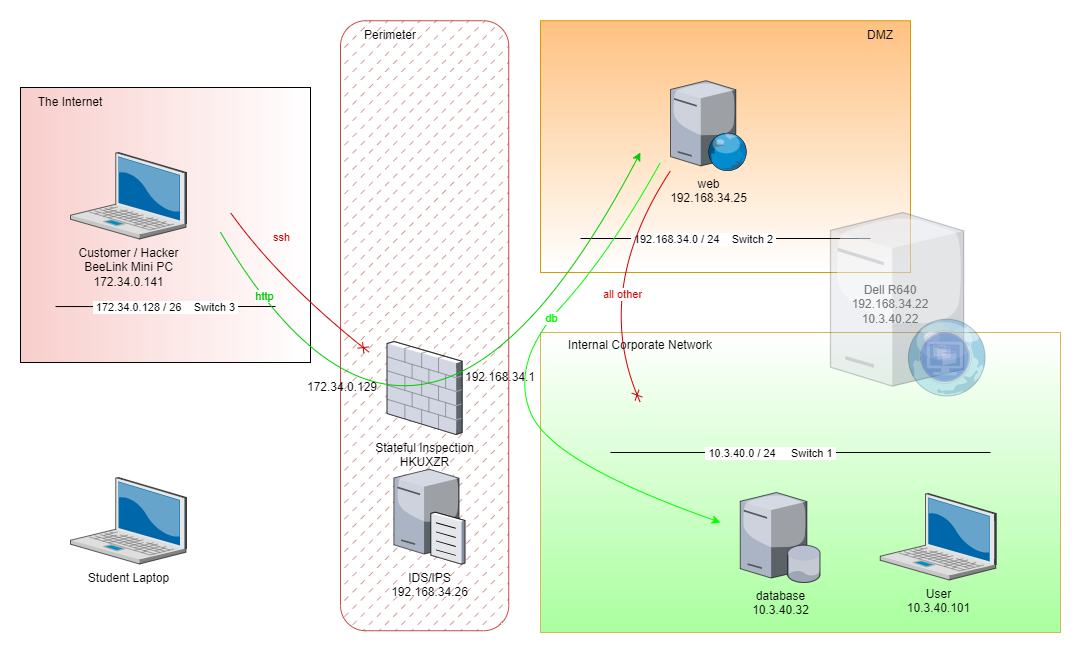 Perimeter
DMZ
The Internet
web
192.168.34.25
ssh
192.168.34.0 / 24 Switch 2
Customer / Hacker
BeeLink Mini PC
172.34.0.141
http
172.34.0.128 / 26 Switch 3
all other
Dell R640
192.168.34.22
10.3.40.22
db
Internal Corporate Network
172.34.0.129
192.168.34.1
Stateful Inspection
HKUXZR
10.3.40.0 / 24 Switch 1
Student Laptop
IDS/IPS
192.168.34.26
database
10.3.40.32
User
10.3.40.101